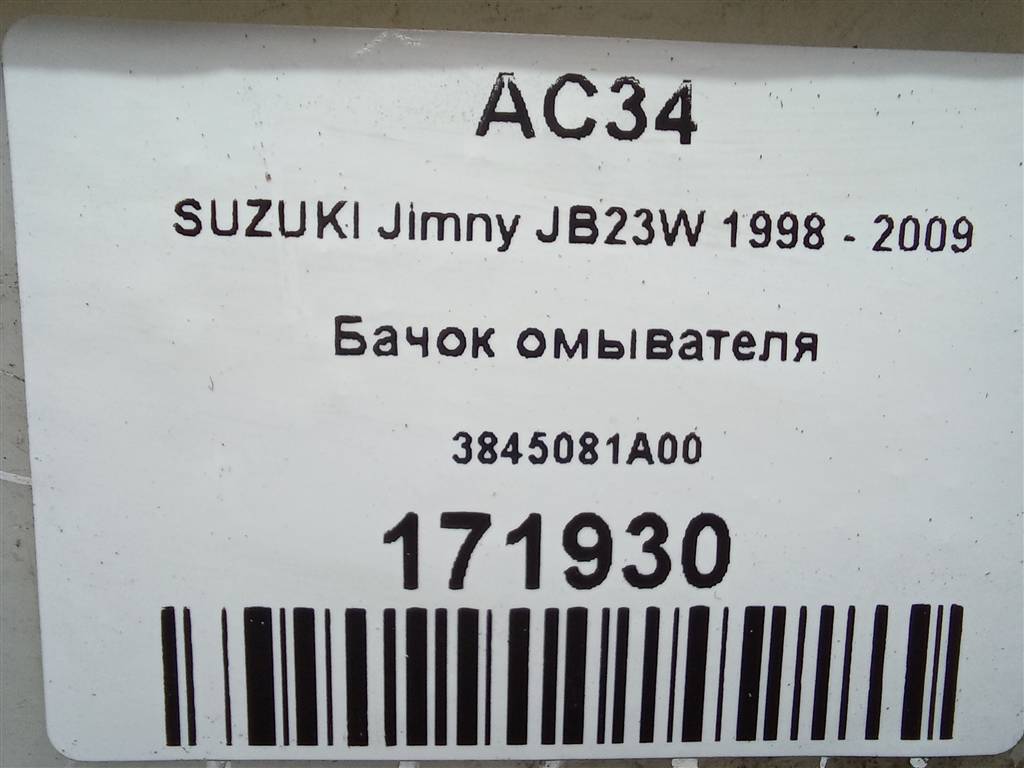 AC34
SUZUKI Jimny JB23W 1998 - 2009
Бачок омывателя
3845081A00
171930